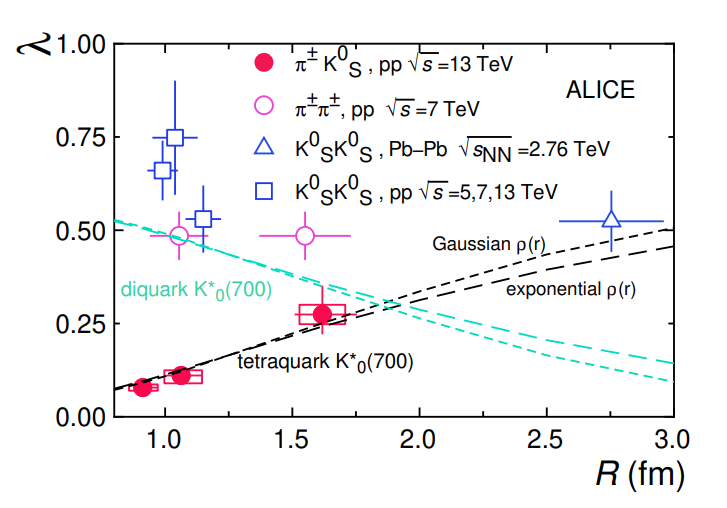 λ
1.00
0.75
0.50
0.25
0.00
π± K⁰S , pp √s =13 TeV
π±π±, pp √s =7 TeV
K⁰SK⁰S , Pb−Pb √sNN =2.76 TeV
K⁰SK⁰S , pp √s =5,7,13 TeV
ALICE
Gaussian ρ(r)
exponential ρ(r)
diquark K*₀(700)
tetraquark K*₀(700)
1.0 1.5 2.0 2.5 3.0
R (fm)